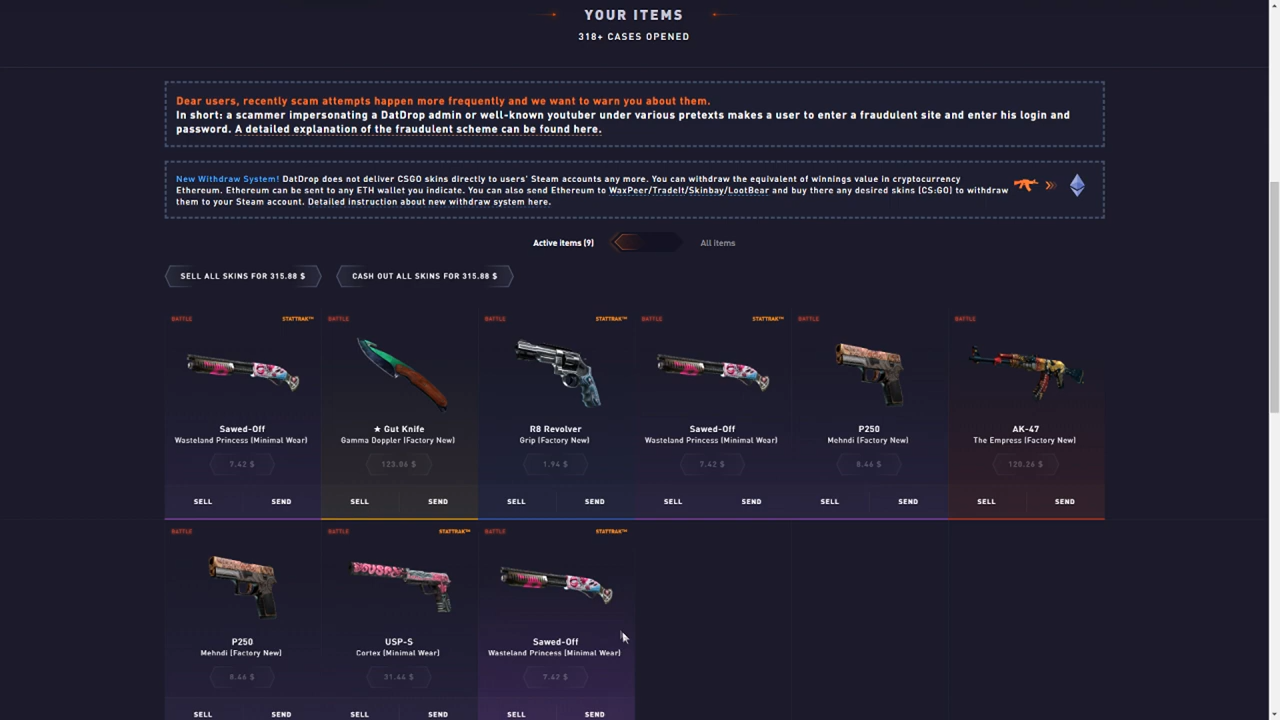 YOUR ITEMS
318+ CASES OPENED
Dear users, recently scam attempts happen more frequently and we want to warn you about them.
In short: a scammer impersonating a DatDrop admin or well-known youtuber under various pretexts makes a user to enter a fraudulent site and enter his login and
password. A detailed explanation of the fraudulent scheme can be found here.
New Withdraw System! DatDrop does not deliver CSGO skins directly to users' Steam accounts any more. You can withdraw the equivalent of winnings value in cryptocurrency
Ethereum. Ethereum can be sent to any ETH wallet you indicate. You can also send Ethereum to WaxPeer/TradeIt/Skinbay/LootBear and buy there any desired skins (CS:GO) to withdraw
them to your Steam account. Detailed instruction about new withdraw system here.
Active items (9) All items
SELL ALL SKINS FOR 315.88 $ CASH OUT ALL SKINS FOR 315.88 $
BATTLE STATTRAK™ BATTLE BATTLE STATTRAK™ BATTLE STATTRAK™ BATTLE BATTLE
Sawed-Off ★ Gut Knife R8 Revolver Sawed-Off P250 AK-47
Wasteland Princess (Minimal Wear) Gamma Doppler (Factory New) Grip (Factory New) Wasteland Princess (Minimal Wear) Mehndi (Factory New) The Empress (Factory New)
7.42 $ 123.06 $ 1.94 $ 7.42 $ 8.46 $ 120.26 $
SELL SEND SELL SEND SELL SEND SELL SEND SELL SEND SELL SEND
BATTLE BATTLE STATTRAK™ BATTLE STATTRAK™
P250 USP-S Sawed-Off
Mehndi (Factory New) Cortex (Minimal Wear) Wasteland Princess (Minimal Wear)
8.46 $ 31.44 $ 7.42 $
SELL SEND SELL SEND SELL SEND